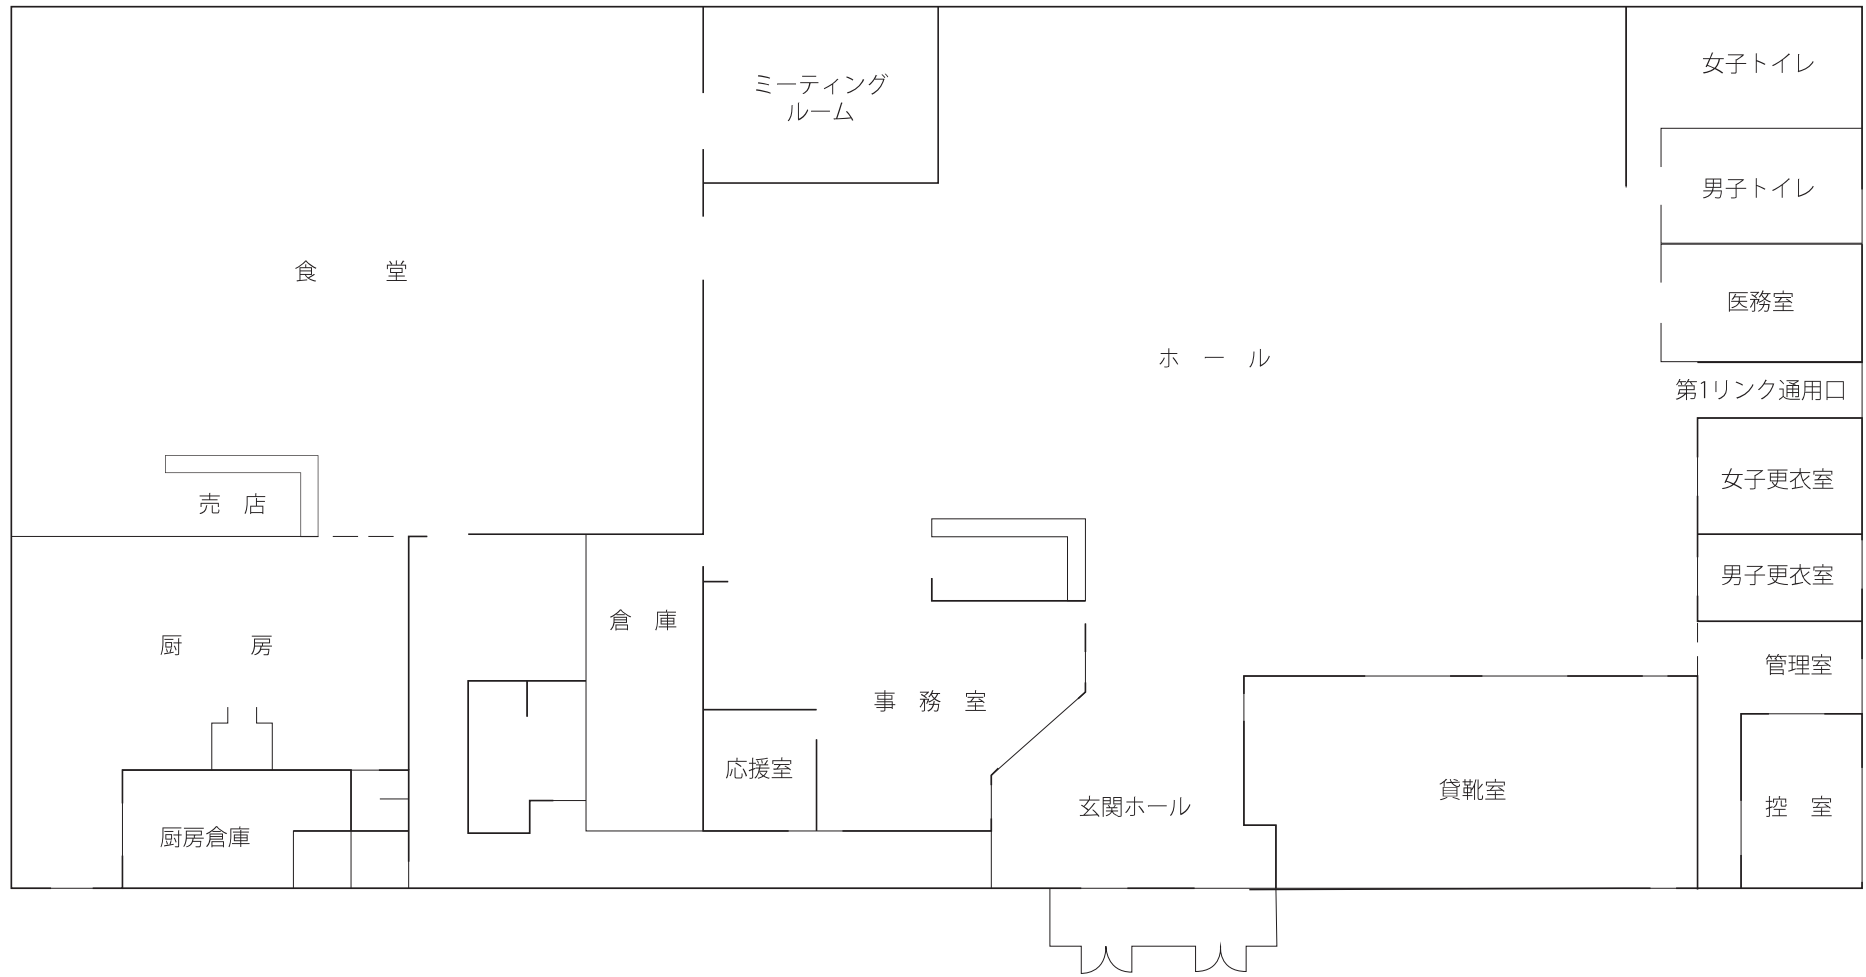 女子トイレ
ミーティング
ルーム
男子トイレ
食　堂
医務室
ホール
第1リンク通用口
女子更衣室
売店
男子更衣室
倉庫
厨房
管理室
事務室
応援室
貸靴室
玄関ホール
控室
厨房倉庫